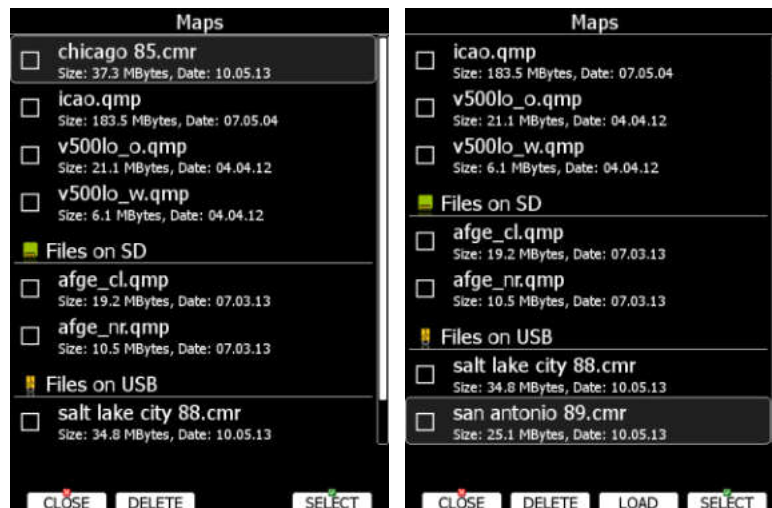 Maps
chicago 85.cmr
Size: 37.3 MBytes, Date: 10.05.13
icao.qmp
Size: 183.5 MBytes, Date: 07.05.04
v500lo_o.qmp
Size: 21.1 MBytes, Date: 04.04.12
v500lo_w.qmp
Size: 6.1 MBytes, Date: 04.04.12
Files on SD
afge_cl.qmp
Size: 19.2 MBytes, Date: 07.03.13
afge_nr.qmp
Size: 10.5 MBytes, Date: 07.03.13
Files on USB
salt lake city 88.cmr
Size: 34.8 MBytes, Date: 10.05.13
CLOSE DELETE SELECT
Maps
icao.qmp
Size: 183.5 MBytes, Date: 07.05.04
v500lo_o.qmp
Size: 21.1 MBytes, Date: 04.04.12
v500lo_w.qmp
Size: 6.1 MBytes, Date: 04.04.12
Files on SD
afge_cl.qmp
Size: 19.2 MBytes, Date: 07.03.13
afge_nr.qmp
Size: 10.5 MBytes, Date: 07.03.13
Files on USB
salt lake city 88.cmr
Size: 34.8 MBytes, Date: 10.05.13
san antonio 89.cmr
Size: 25.1 MBytes, Date: 10.05.13
CLOSE DELETE LOAD SELECT